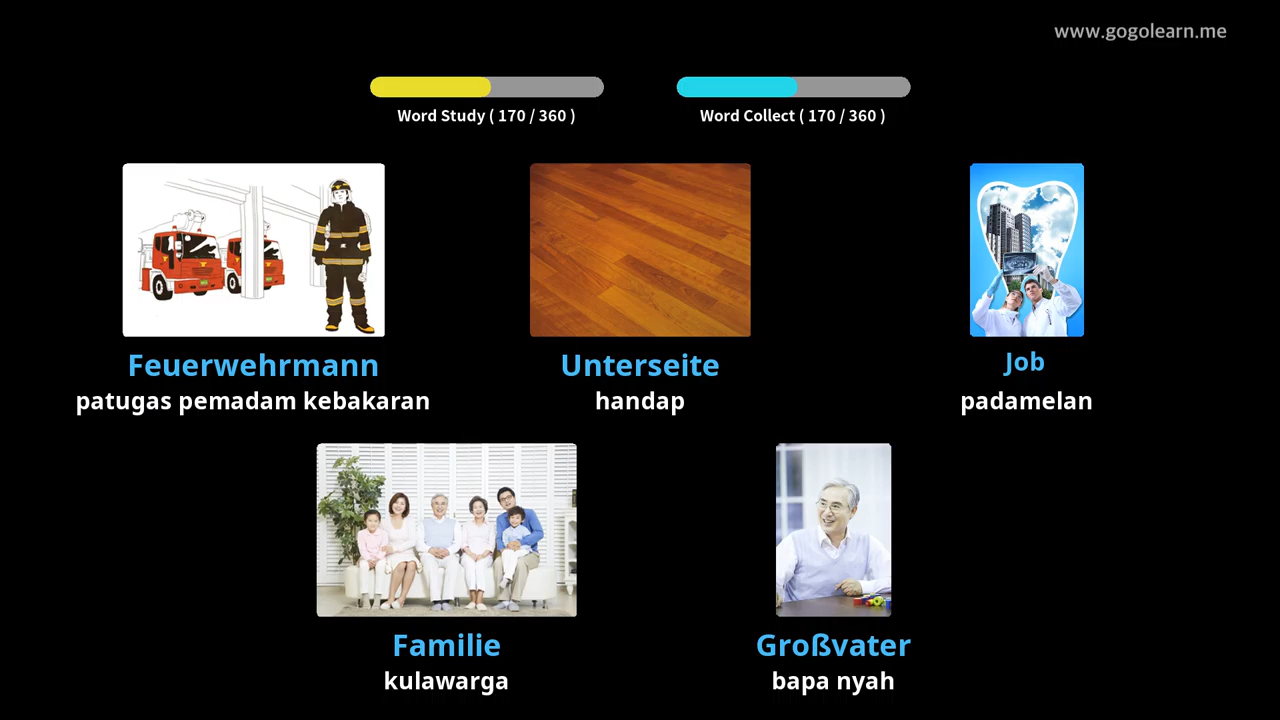 www.gogolearn.me
Word Study ( 170 / 360 )
Word Collect ( 170 / 360 )
Feuerwehrmann
patugas pemadam kebakaran
Unterseite
handap
Job
padamelan
Familie
kulawarga
Großvater
bapa nyah